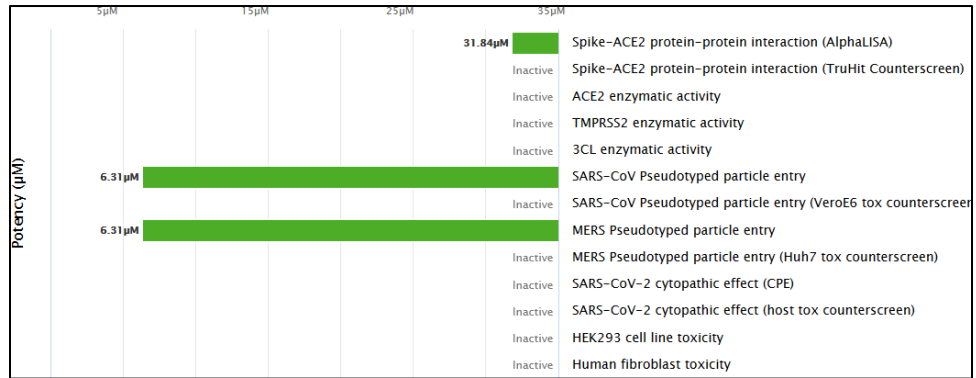 5μM 15μM 25μM 35μM
Potency (μM)
31.84μM Spike-ACE2 protein-protein interaction (AlphaLISA)
Inactive Spike-ACE2 protein-protein interaction (TruHit Counterscreen)
Inactive ACE2 enzymatic activity
Inactive TMPRSS2 enzymatic activity
Inactive 3CL enzymatic activity
6.31μM SARS-CoV Pseudotyped particle entry
Inactive SARS-CoV Pseudotyped particle entry (VeroE6 tox counterscreen
6.31μM MERS Pseudotyped particle entry
Inactive MERS Pseudotyped particle entry (Huh7 tox counterscreen)
Inactive SARS-CoV-2 cytopathic effect (CPE)
Inactive SARS-CoV-2 cytopathic effect (host tox counterscreen)
Inactive HEK293 cell line toxicity
Inactive Human fibroblast toxicity